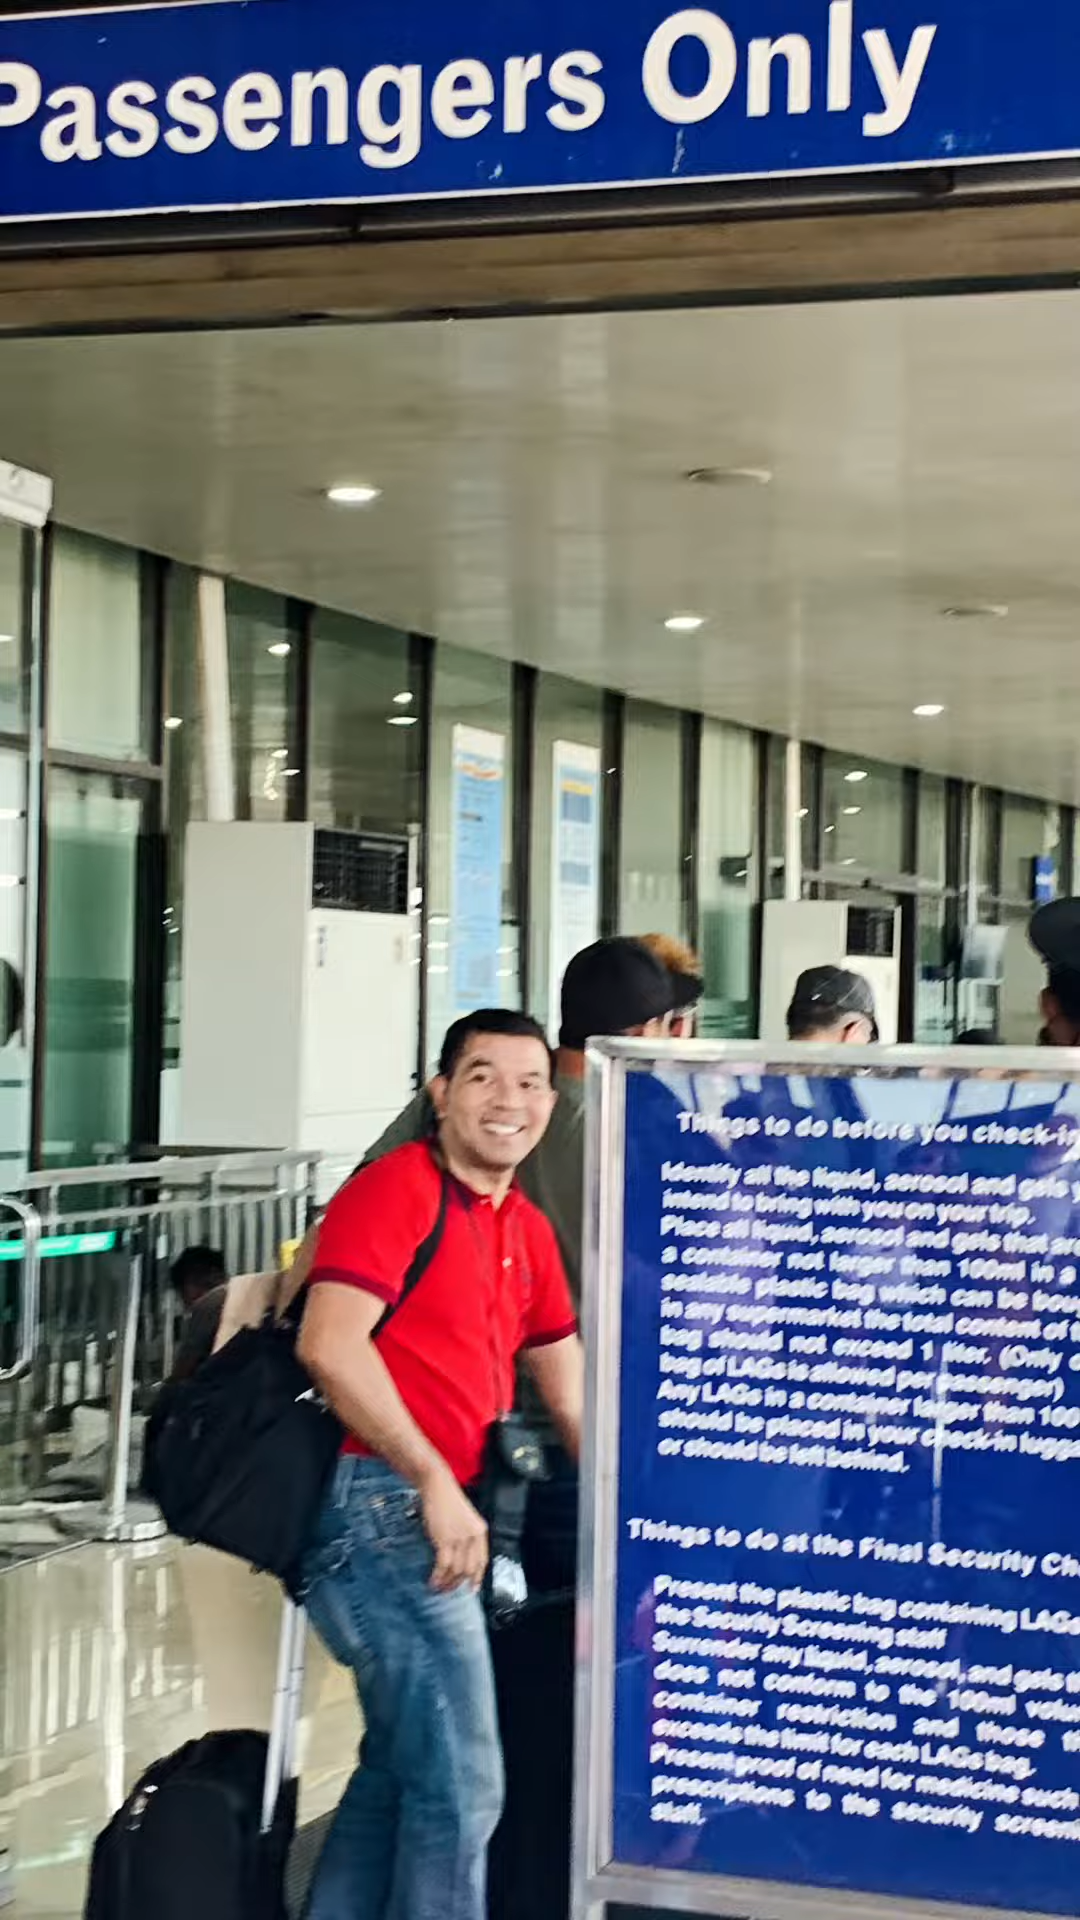 Passengers Only
Things to do before you check-in
Identify all the liquid, aerosol and gels
intend to bring with you on your trip.
Place all liquid, aerosol and gels that are
a container not larger than 100ml in a
sealable plastic bag which can be
in any supermarket the total content of
bag should not exceed 1 liter. (Only
bag of LAGs is allowed per passenger)
Any LAGs in a container larger than 100
should be placed in your check-in
or should be left behind.
Things to do at the Final Security
Present the plastic bag containing LAGs
the Security Screening staff
Surrender any liquid, aerosol, and gels
does not conform to the 100ml
container restriction and those
exceeds the limit for each LAGs bag.
Present proof of need for medicine such
prescriptions to the security
staff.